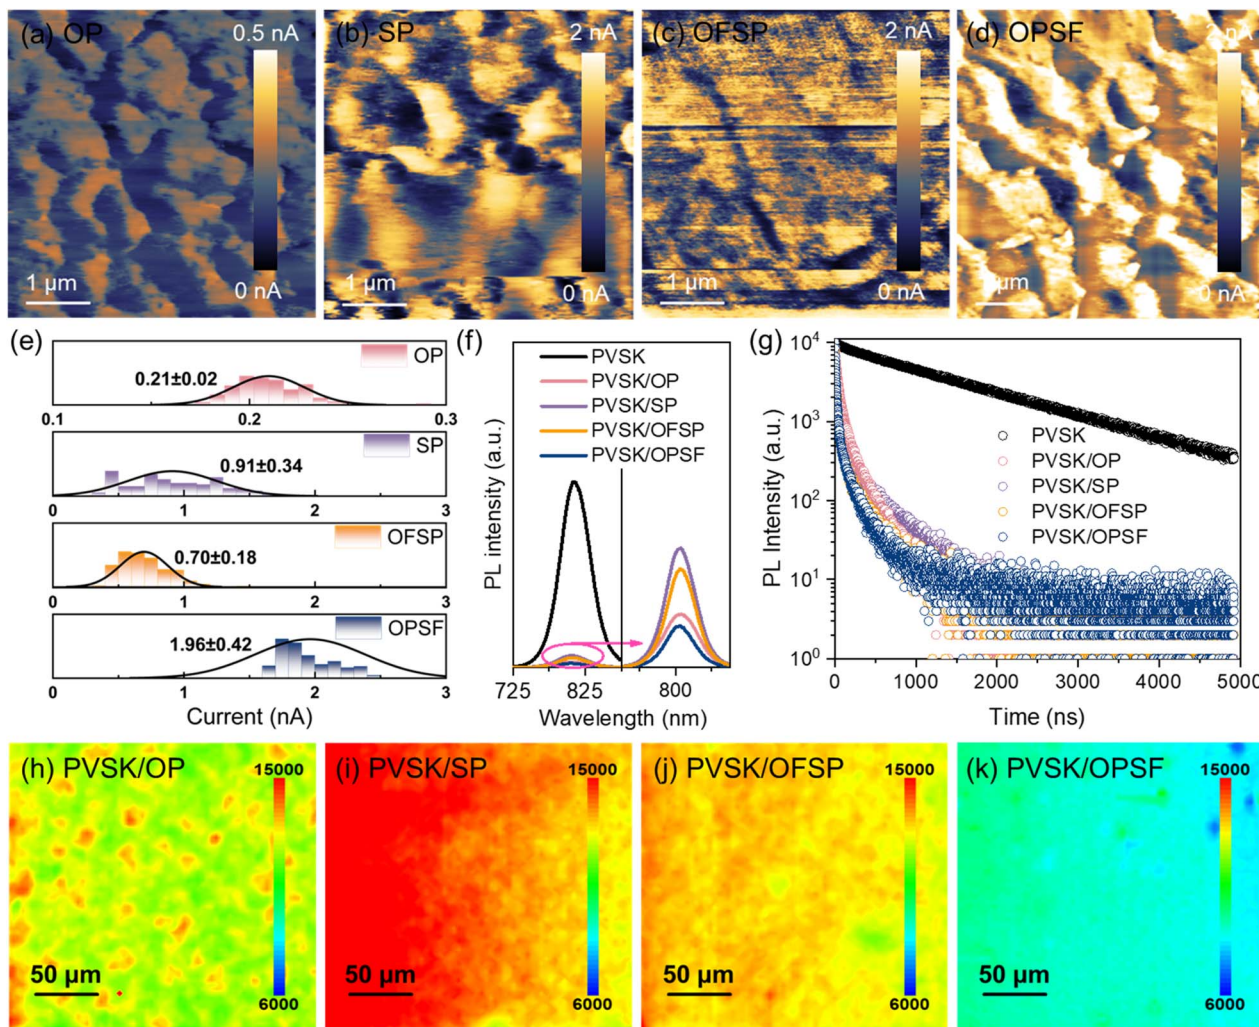 (a) OP
0.5 nA
1 µm
0 nA
(b) SP
2 nA
1 µm
0 nA
(c) OFSP
2 nA
1 µm
0 nA
(d) OPSF
2 nA
1 µm
0 nA
(e)
OP
0.21±0.02
0.1 0.2 0.3
SP
0.91±0.34
0 1 2 3
OFSP
0.70±0.18
0 1 2 3
OPSF
1.96±0.42
0 1 2 3
Current (nA)
(f)
PL intensity (a.u.)
PVSK
PVSK/OP
PVSK/SP
PVSK/OFSP
PVSK/OPSF
725 825 800
Wavelength (nm)
(g)
PL Intensity (a.u.)
10⁴
10³
10²
10¹
10⁰
PVSK
PVSK/OP
PVSK/SP
PVSK/OFSP
PVSK/OPSF
0 1000 2000 3000 4000 5000
Time (ns)
(h) PVSK/OP
15000
50 µm
6000
(i) PVSK/SP
15000
50 µm
6000
(j) PVSK/OFSP
15000
50 µm
6000
(k) PVSK/OPSF
15000
50 µm
6000